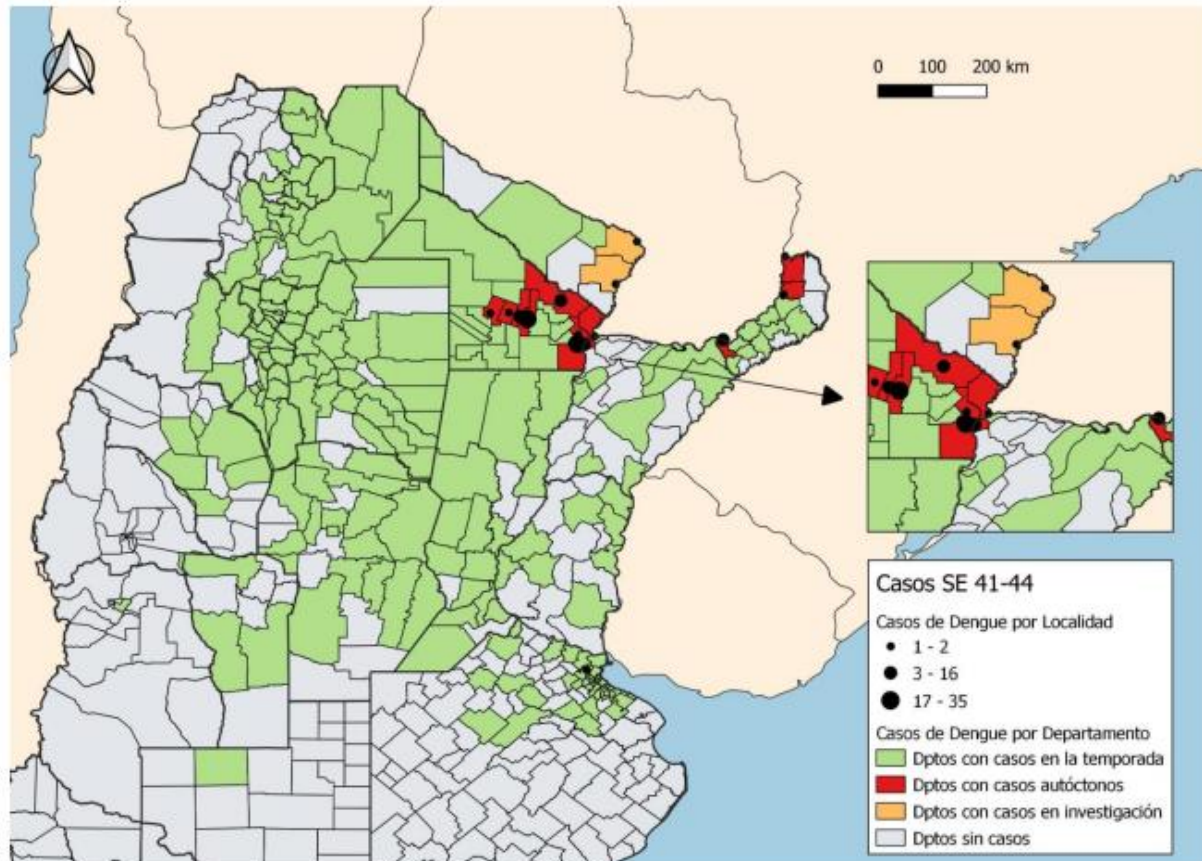 0 100 200 km
Casos SE 41-44
Casos de Dengue por Localidad
1 - 2
3 - 16
17 - 35
Casos de Dengue por Departamento
Dptos con casos en la temporada
Dptos con casos autóctonos
Dptos con casos en investigación
Dptos sin casos